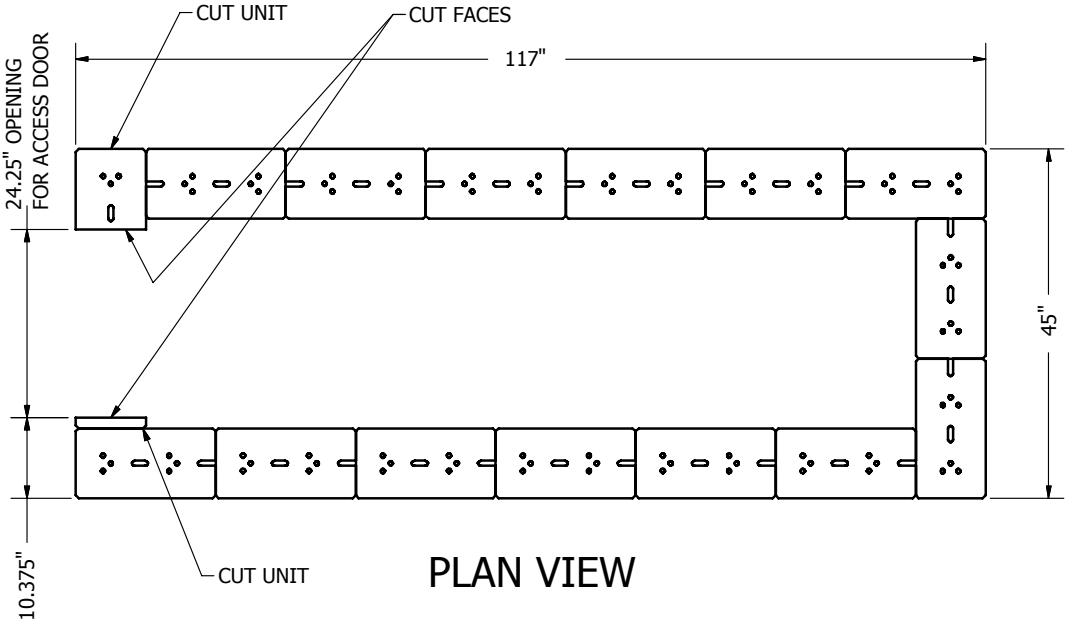 CUT UNIT
CUT FACES
117"
24.25" OPENING
FOR ACCESS DOOR
45"
10.375"
CUT UNIT
PLAN VIEW